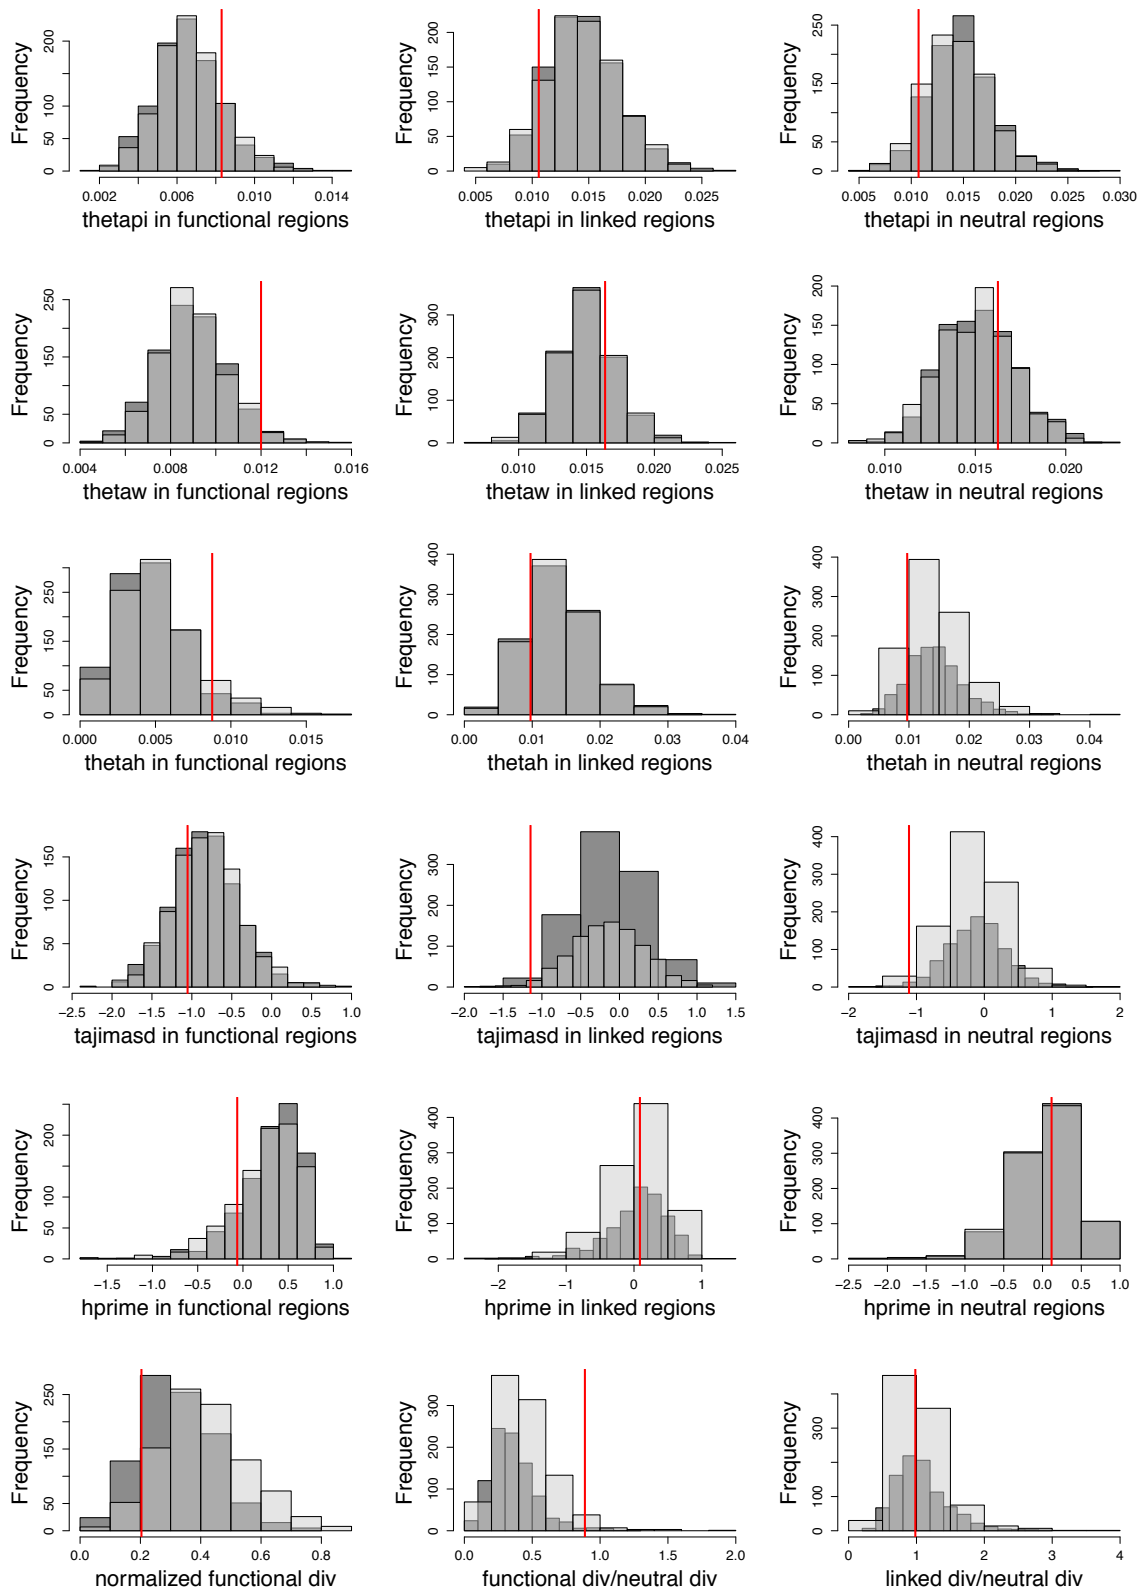 Frequency
0 50 100 200
0.002 0.006 0.010 0.014
thetapi in functional regions
Frequency
0 50 100 200
0.005 0.010 0.015 0.020 0.025
thetapi in linked regions
Frequency
0 50 100 200
0.005 0.010 0.015 0.020 0.025 0.030
thetapi in neutral regions
Frequency
0 50 150 250
0.004 0.008 0.012 0.016
thetaw in functional regions
Frequency
0 100 200 300
0.010 0.015 0.020 0.025
thetaw in linked regions
Frequency
0 50 100 150 200
0.010 0.015 0.020
thetaw in neutral regions
Frequency
0 50 150 250
0.000 0.005 0.010 0.015
thetah in functional regions
Frequency
0 100 200 300 400
0.00 0.01 0.02 0.03 0.04
thetah in linked regions
Frequency
0 100 200 300 400
0.00 0.01 0.02 0.03 0.04
thetah in neutral regions
Frequency
0 50 100 150
−2.5 −2.0 −1.5 −1.0 −0.5 0.0 0.5 1.0
tajimasd in functional regions
Frequency
0 100 200 300
−2.0 −1.5 −1.0 −0.5 0.0 0.5 1.0 1.5
tajimasd in linked regions
Frequency
0 100 200 300 400
−2 −1 0 1 2
tajimasd in neutral regions
Frequency
0 50 100 200
−1.5 −1.0 −0.5 0.0 0.5 1.0
hprime in functional regions
Frequency
0 100 200 300 400
−2 −1 0 1
hprime in linked regions
Frequency
0 100 200 300 400
−2.5 −2.0 −1.5 −1.0 −0.5 0.0 0.5 1.0
hprime in neutral regions
Frequency
0 50 150 250
0.0 0.2 0.4 0.6 0.8
normalized functional div
Frequency
0 100 200 300
0.0 0.5 1.0 1.5 2.0
functional div/neutral div
Frequency
0 100 200 300
0 1 2 3 4
linked div/neutral div